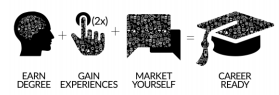 (2x)
+ + =
EARN
DEGREE
GAIN
EXPERIENCES
MARKET
YOURSELF
CAREER
READY